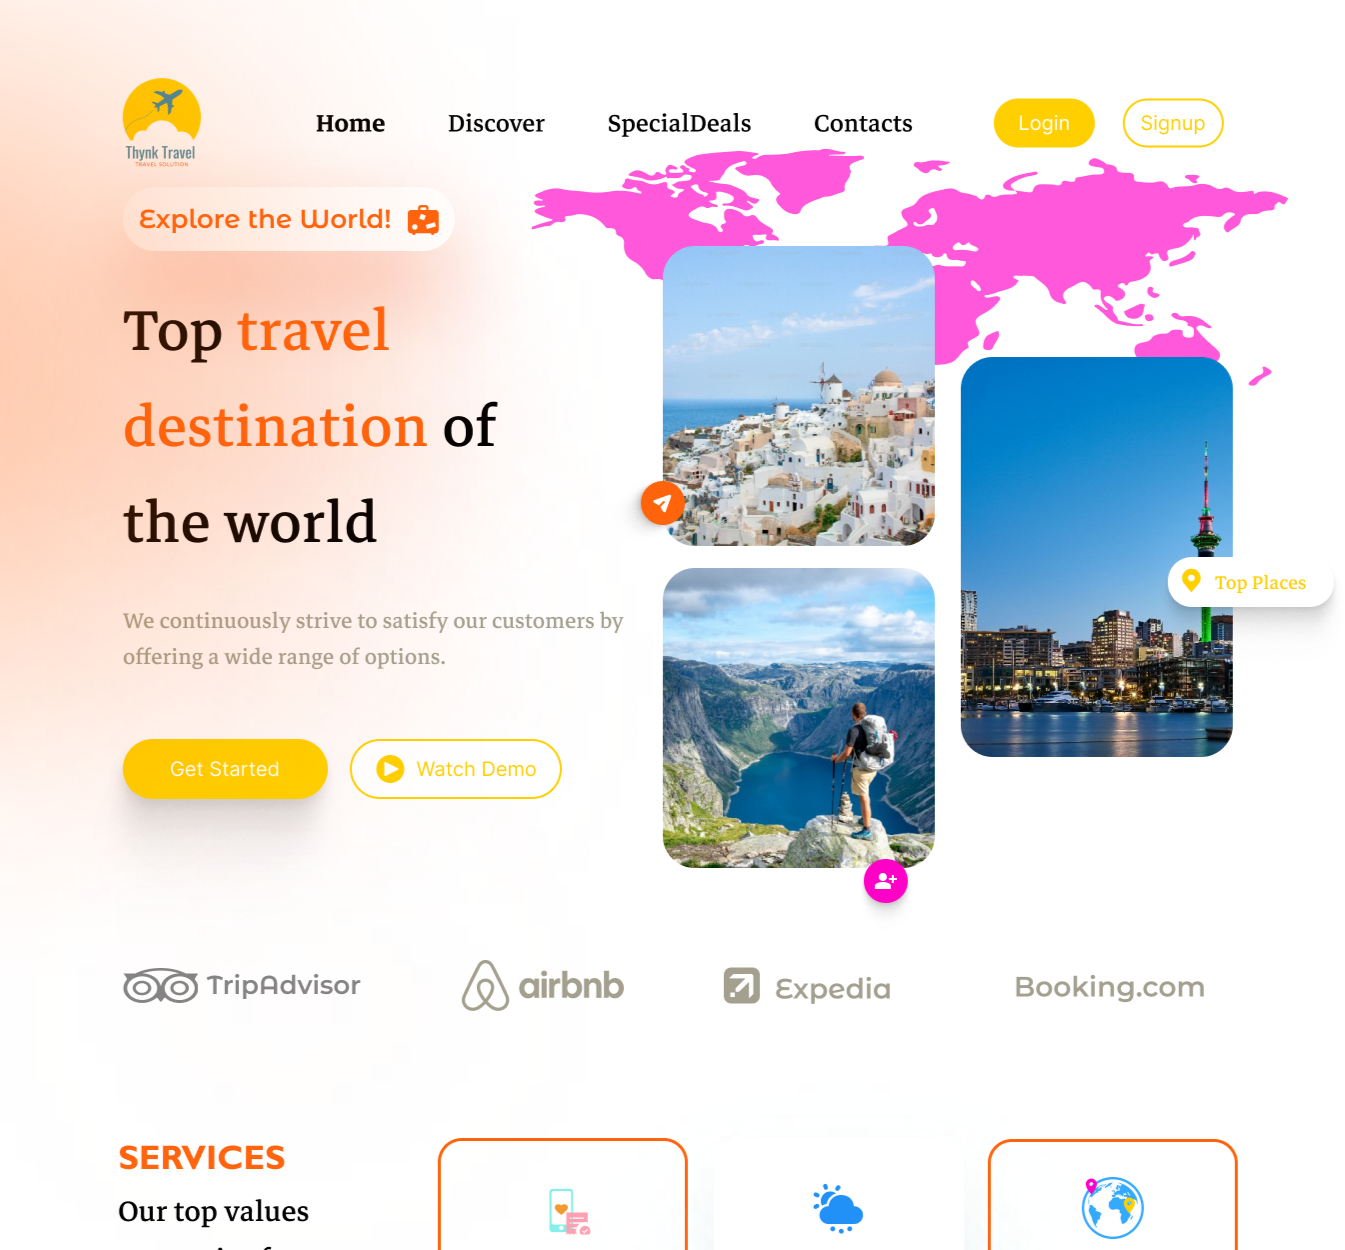 Thynk Travel
TRAVEL SOLUTION
Home
Discover
SpecialDeals
Contacts
Login
Signup
Explore the World!
Top travel
destination of
the world
We continuously strive to satisfy our customers by
offering a wide range of options.
Get Started
Watch Demo
Top Places
TripAdvisor
airbnb
Expedia
Booking.com
SERVICES
Our top values